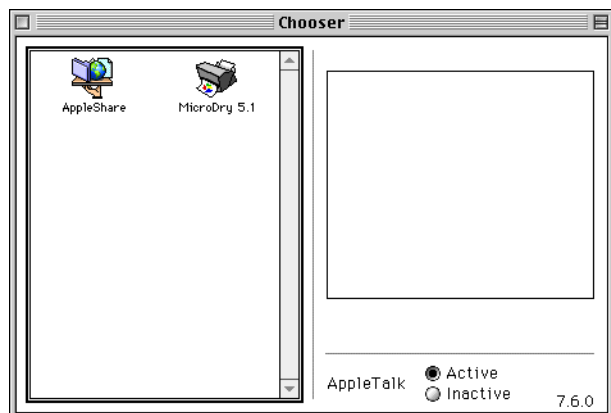 Chooser
AppleShare
MicroDry 5.1
AppleTalk
Active
Inactive
7.6.0